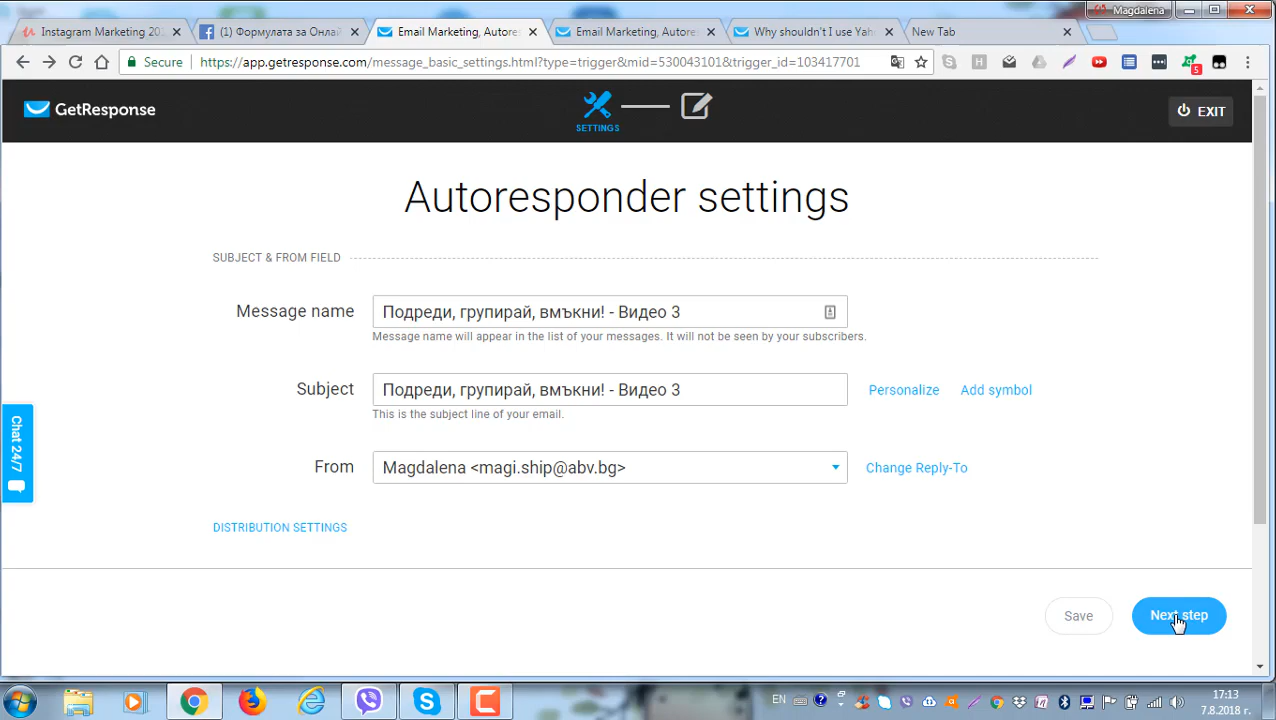 Magdalena
Instagram Marketing 202
(1) Формулата за Онлай
Email Marketing, Autores
Email Marketing, Autore
Why shouldn't I use Yah
New Tab
Secure
https://app.getresponse.com/message_basic_settings.html?type=trigger&mid=530043101&trigger_id=103417701
5
GetResponse
SETTINGS
EXIT
Autoresponder settings
SUBJECT & FROM FIELD
Message name
Подреди, групирай, вмъкни! - Видео 3
Message name will appear in the list of your messages. It will not be seen by your subscribers.
Subject
Подреди, групирай, вмъкни! - Видео 3
Personalize
Add symbol
This is the subject line of your email.
From
Magdalena <magi.ship@abv.bg>
Change Reply-To
Chat 24/7
DISTRIBUTION SETTINGS
Save
Next step
EN
17:13
7.8.2018 г.